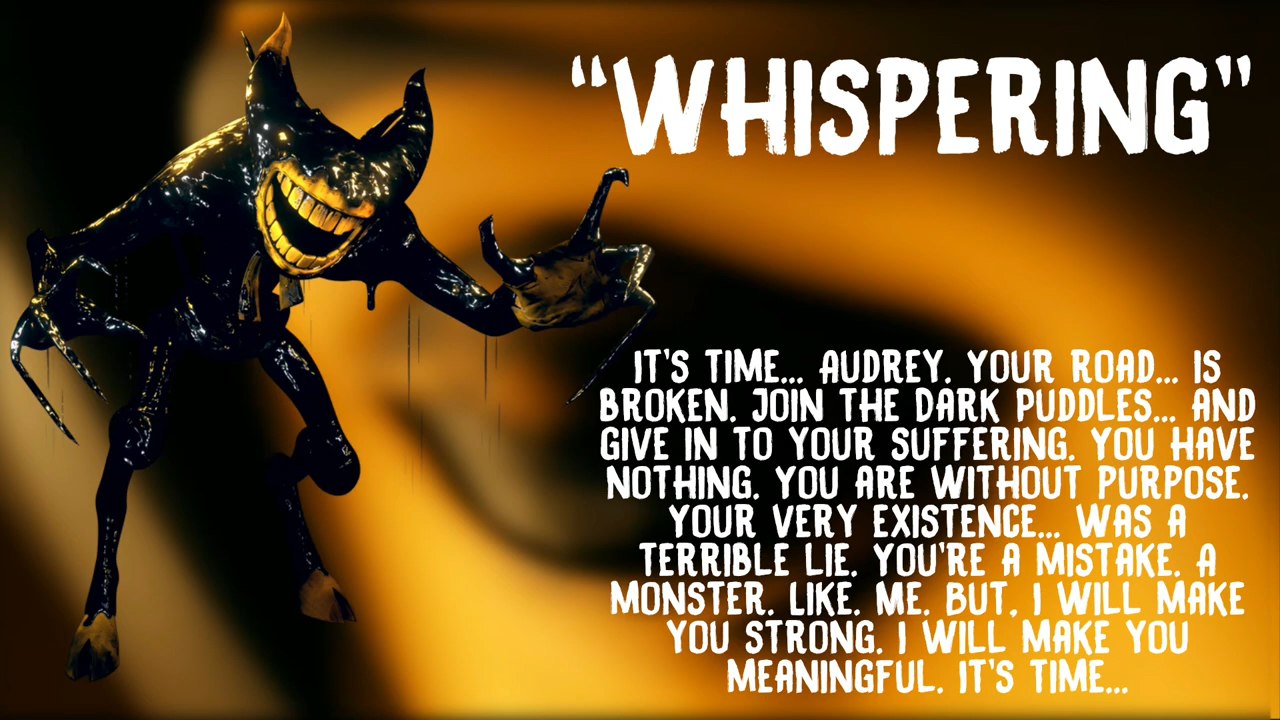 “WHISPERING”
IT'S TIME... AUDREY. YOUR ROAD... IS
BROKEN. JOIN THE DARK PUDDLES... AND
GIVE IN TO YOUR SUFFERING. YOU HAVE
NOTHING. YOU ARE WITHOUT PURPOSE.
YOUR VERY EXISTENCE... WAS A
TERRIBLE LIE. YOU'RE A MISTAKE. A
MONSTER. LIKE. ME. BUT, I WILL MAKE
YOU STRONG. I WILL MAKE YOU
MEANINGFUL. IT'S TIME...